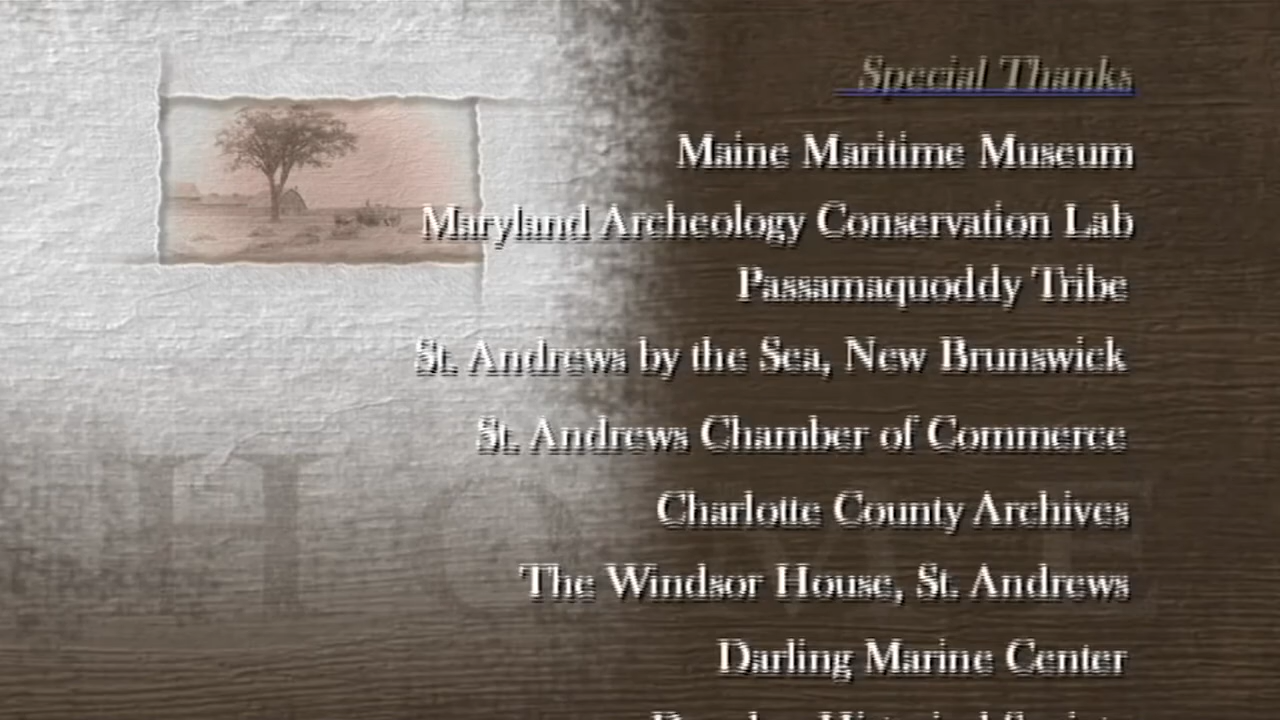 Special Thanks
Maine Maritime Museum
Maryland Archeology Conservation Lab
Passamaquoddy Tribe
St. Andrews by the Sea, New Brunswick
St. Andrews Chamber of Commerce
Charlotte County Archives
The Windsor House, St. Andrews
Darling Marine Center
HOME